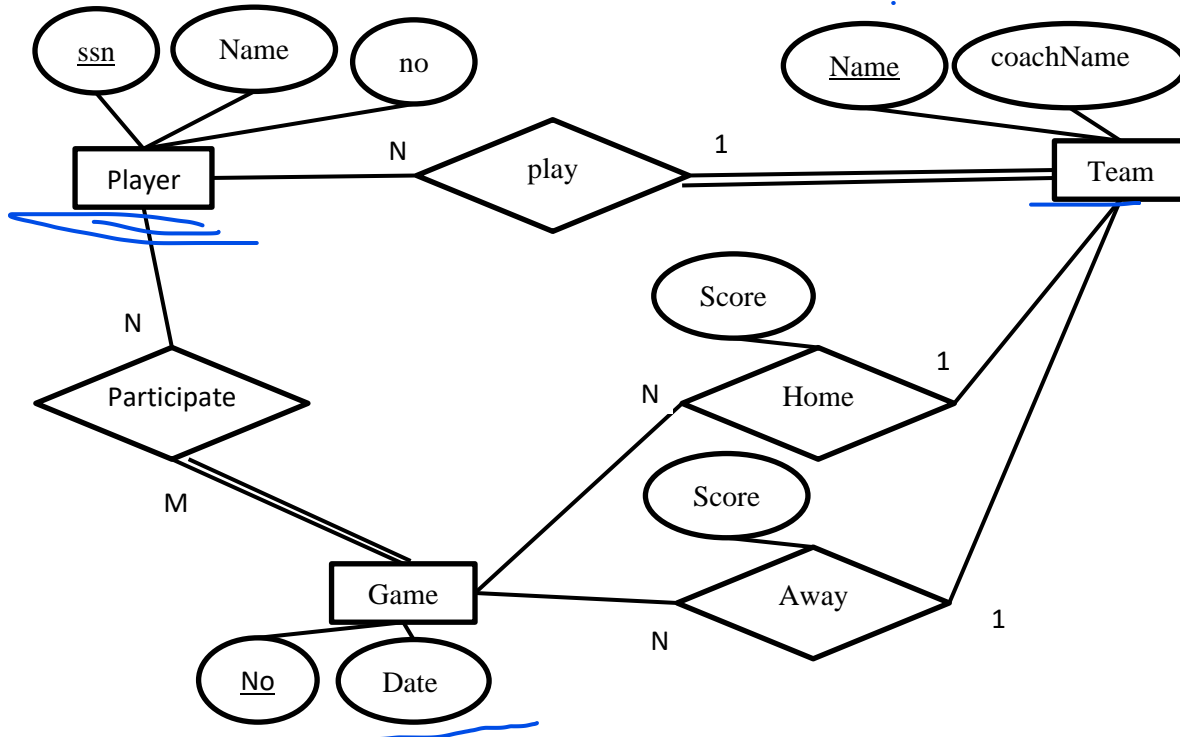 ssn
Name
no
Name
coachName
N
play
1
Player
Team
Score
N
1
Participate
N
Home
M
Score
Game
Away
N
1
No
Date